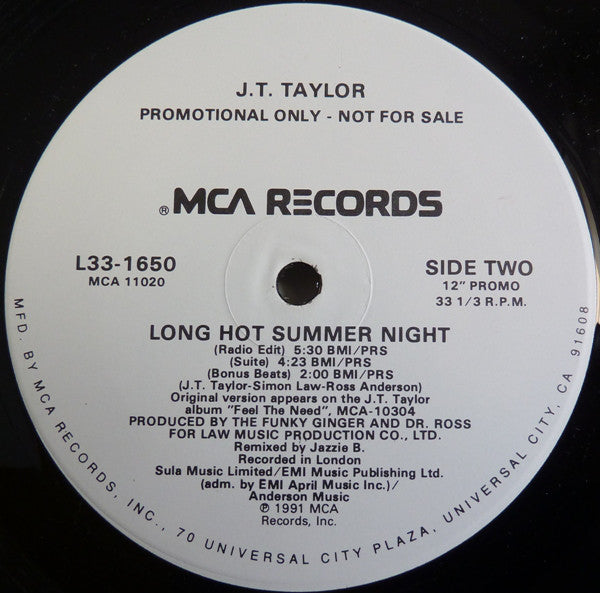 J.T. TAYLOR
PROMOTIONAL ONLY - NOT FOR SALE
® MCA RECORDS
L33-1650
MCA 11020
SIDE TWO
12" PROMO
33 1/3 R.P.M.
LONG HOT SUMMER NIGHT
(Radio Edit) 5:30 BMI/PRS
(Suite) 4:23 BMI/PRS
(Bonus Beats) 2:00 BMI/PRS
(J.T. Taylor-Simon Law-Ross Anderson)
Original version appears on the J.T. Taylor
album "Feel The Need", MCA-10304
PRODUCED BY THE FUNKY GINGER AND DR. ROSS
FOR LAW MUSIC PRODUCTION CO., LTD.
Remixed by Jazzie B.
Recorded in London
Sula Music Limited/EMI Music Publishing Ltd.
(adm. by EMI April Music Inc.)/
Anderson Music
℗ 1991 MCA
Records, Inc.
MFD. BY MCA RECORDS, INC., 70 UNIVERSAL CITY PLAZA, UNIVERSAL CITY, CA 91608